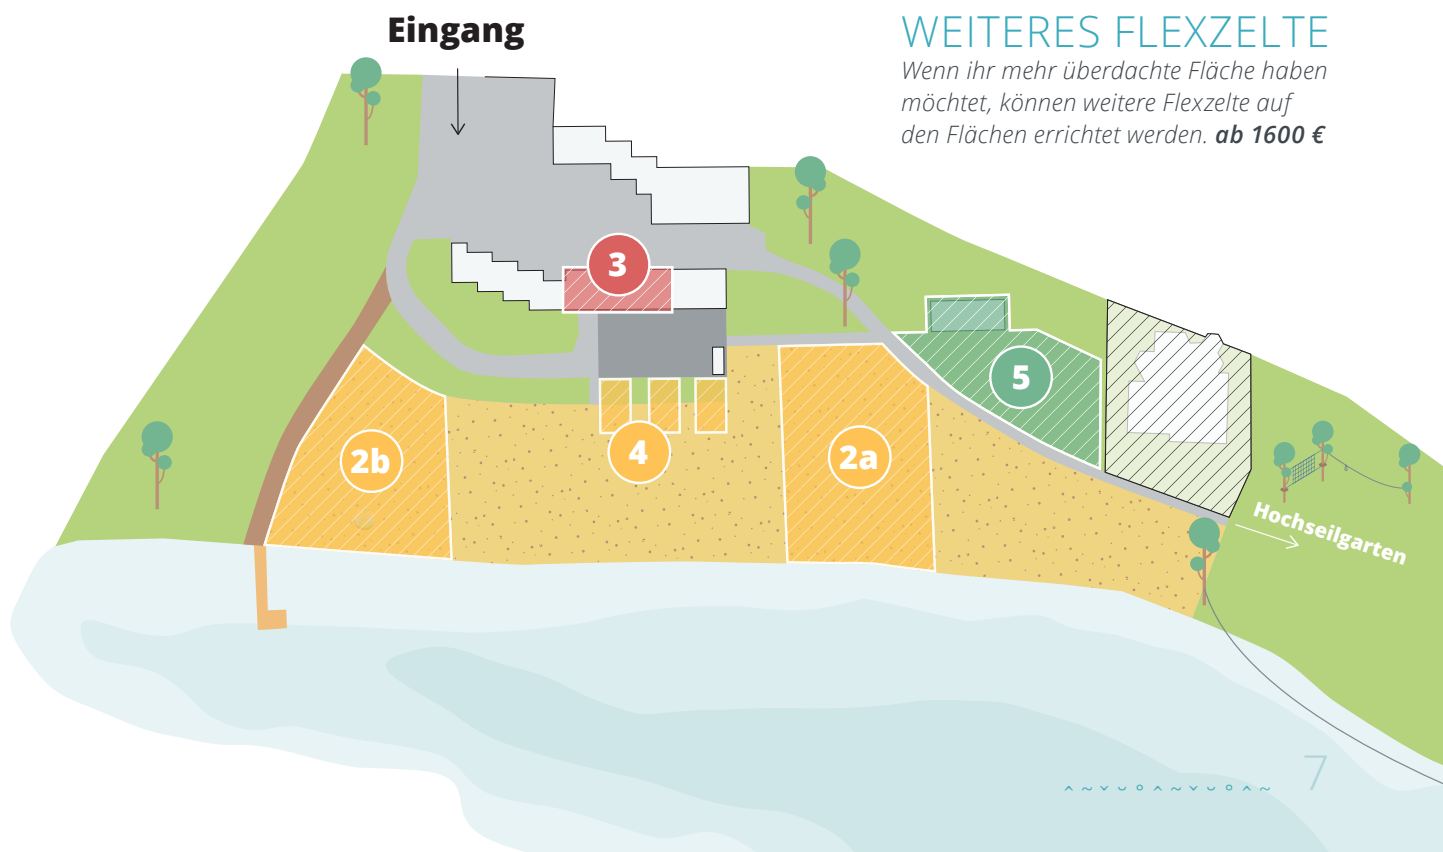 Eingang
WEITERES FLEXZELTE
Wenn ihr mehr überdachte Fläche haben
möchtet, können weitere Flexzelte auf
den Flächen errichtet werden. ab 1600 €
3
5
2b
4
2a
Hochseilgarten
7